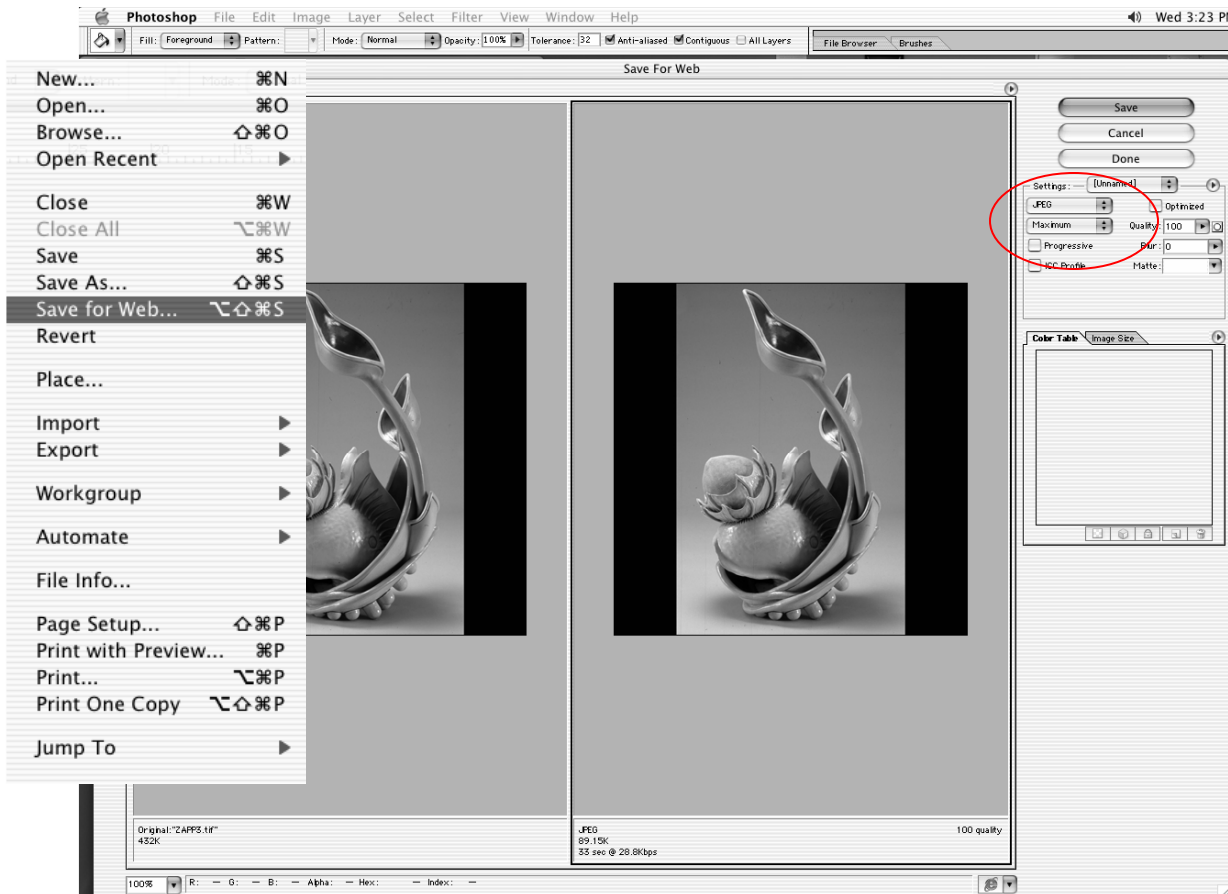 Photoshop File Edit Image Layer Select Filter View Window Help Wed 3:23 P
Fill: Foreground Pattern: Mode: Normal Opacity: 100% Tolerance: 32 Anti-aliased Contiguous All Layers File Browser Brushes
Save For Web
New... ⌘N
Open... ⌘O
Browse... ⇧⌘O
Open Recent
Close ⌘W
Close All ⌥⌘W
Save ⌘S
Save As... ⇧⌘S
Save for Web... ⌥⇧⌘S
Revert
Place...
Import
Export
Workgroup
Automate
File Info...
Page Setup... ⇧⌘P
Print with Preview... ⌘P
Print... ⌥⌘P
Print One Copy ⌥⇧⌘P
Jump To
Save
Cancel
Done
Settings: [Unnamed]
JPEG Optimized
Maximum Quality: 100
Progressive Blur: 0
ICC Profile Matte:
Color Table Image Size
Original: "ZAPP3.tif"
432K
JPEG 100 quality
89.15K
33 sec @ 28.8Kbps
100% R: — G: — B: — Alpha: — Hex: — Index: —